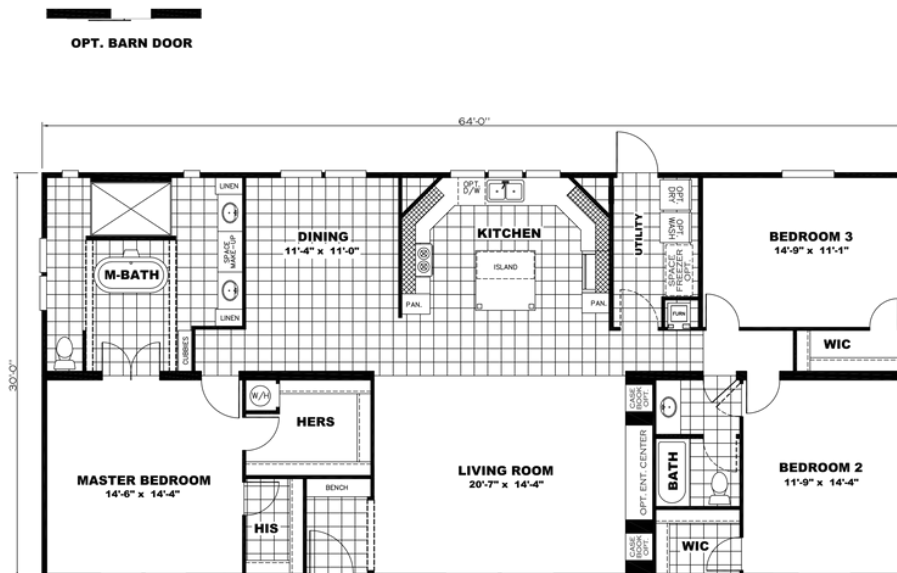 OPT. BARN DOOR
64'-0"
30'-0"
LINEN
SPACE
MAKE-UP
LINEN
M-BATH
CUBBIES
DINING
11'-4" x 11'-0"
OPT.
D/W
KITCHEN
ISLAND
PAN.
PAN.
UTILITY
OPT.
DRY
OPT.
WASH
SPACE
FREEZER
OPT.
FURN
BEDROOM 3
14'-9" x 11'-1"
WIC
W/H
HERS
MASTER BEDROOM
14'-6" x 14'-4"
HIS
BENCH
LIVING ROOM
20'-7" x 14'-4"
CASE
BOOK
OPT.
OPT. ENT. CENTER
CASE
BOOK
OPT.
BATH
BEDROOM 2
11'-9" x 14'-4"
WIC